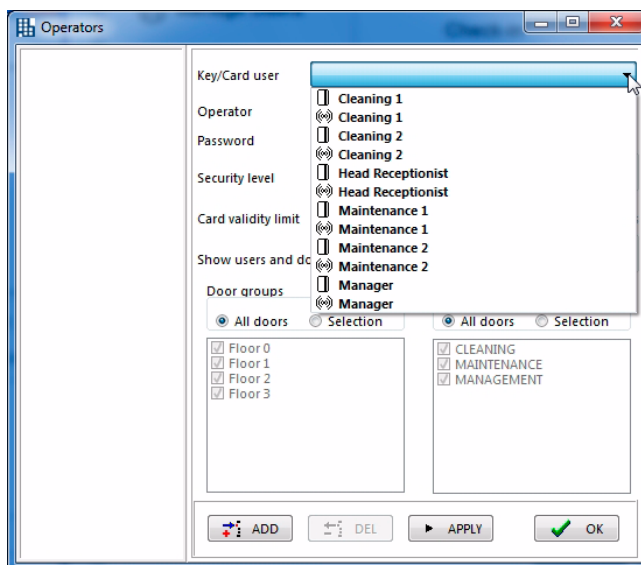 Operators
Key/Card user
Cleaning 1
Cleaning 1
Operator
Cleaning 2
Password
Cleaning 2
Head Receptionist
Security level
Head Receptionist
Maintenance 1
Card validity limit
Maintenance 1
Maintenance 2
Show users and do
Maintenance 2
Manager
Door groups
Manager
All doors Selection All doors Selection
Floor 0 CLEANING
Floor 1 MAINTENANCE
Floor 2 MANAGEMENT
Floor 3
ADD DEL APPLY OK